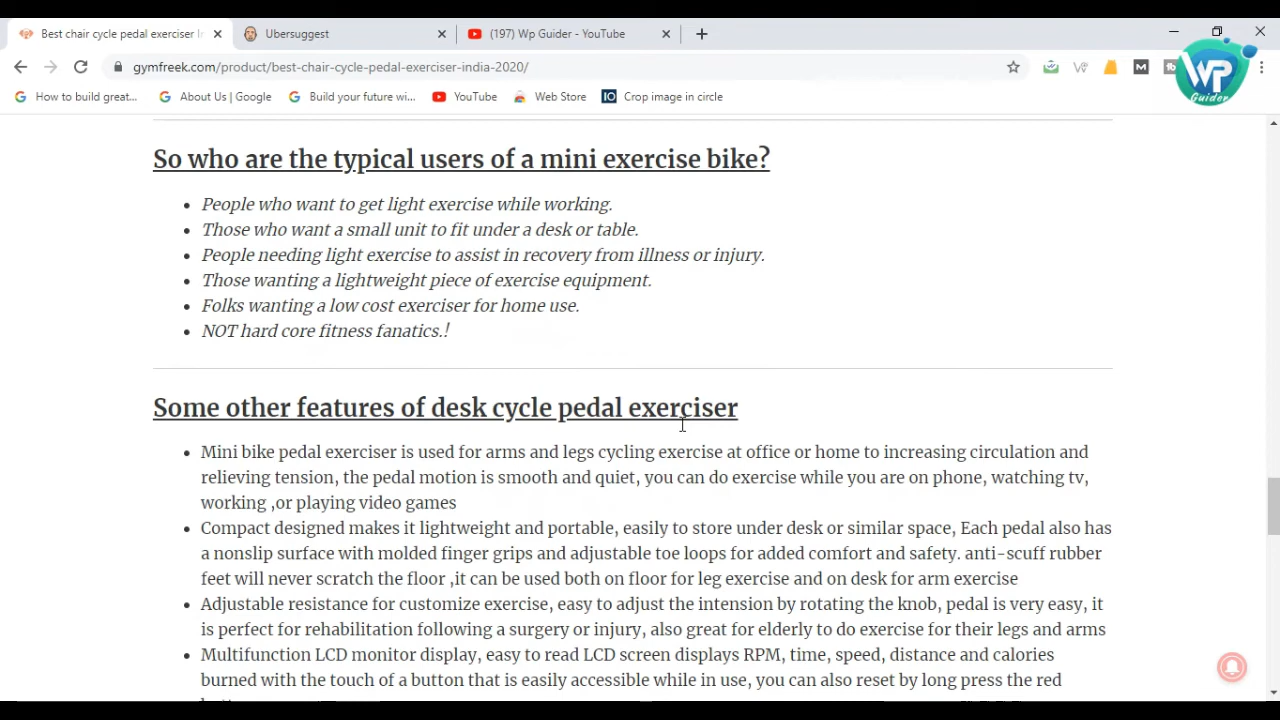 Best chair cycle pedal exerciser In
Ubersuggest
(197) Wp Guider - YouTube
gymfreek.com/product/best-chair-cycle-pedal-exerciser-india-2020/
How to build great...
About Us | Google
Build your future wi...
YouTube
Web Store
IO
Crop image in circle
WP
Guider
So who are the typical users of a mini exercise bike?
People who want to get light exercise while working.
Those who want a small unit to fit under a desk or table.
People needing light exercise to assist in recovery from illness or injury.
Those wanting a lightweight piece of exercise equipment.
Folks wanting a low cost exerciser for home use.
NOT hard core fitness fanatics.!
Some other features of desk cycle pedal exerciser
Mini bike pedal exerciser is used for arms and legs cycling exercise at office or home to increasing circulation and
relieving tension, the pedal motion is smooth and quiet, you can do exercise while you are on phone, watching tv,
working ,or playing video games
Compact designed makes it lightweight and portable, easily to store under desk or similar space, Each pedal also has
a nonslip surface with molded finger grips and adjustable toe loops for added comfort and safety. anti-scuff rubber
feet will never scratch the floor ,it can be used both on floor for leg exercise and on desk for arm exercise
Adjustable resistance for customize exercise, easy to adjust the intension by rotating the knob, pedal is very easy, it
is perfect for rehabilitation following a surgery or injury, also great for elderly to do exercise for their legs and arms
Multifunction LCD monitor display, easy to read LCD screen displays RPM, time, speed, distance and calories
burned with the touch of a button that is easily accessible while in use, you can also reset by long press the red